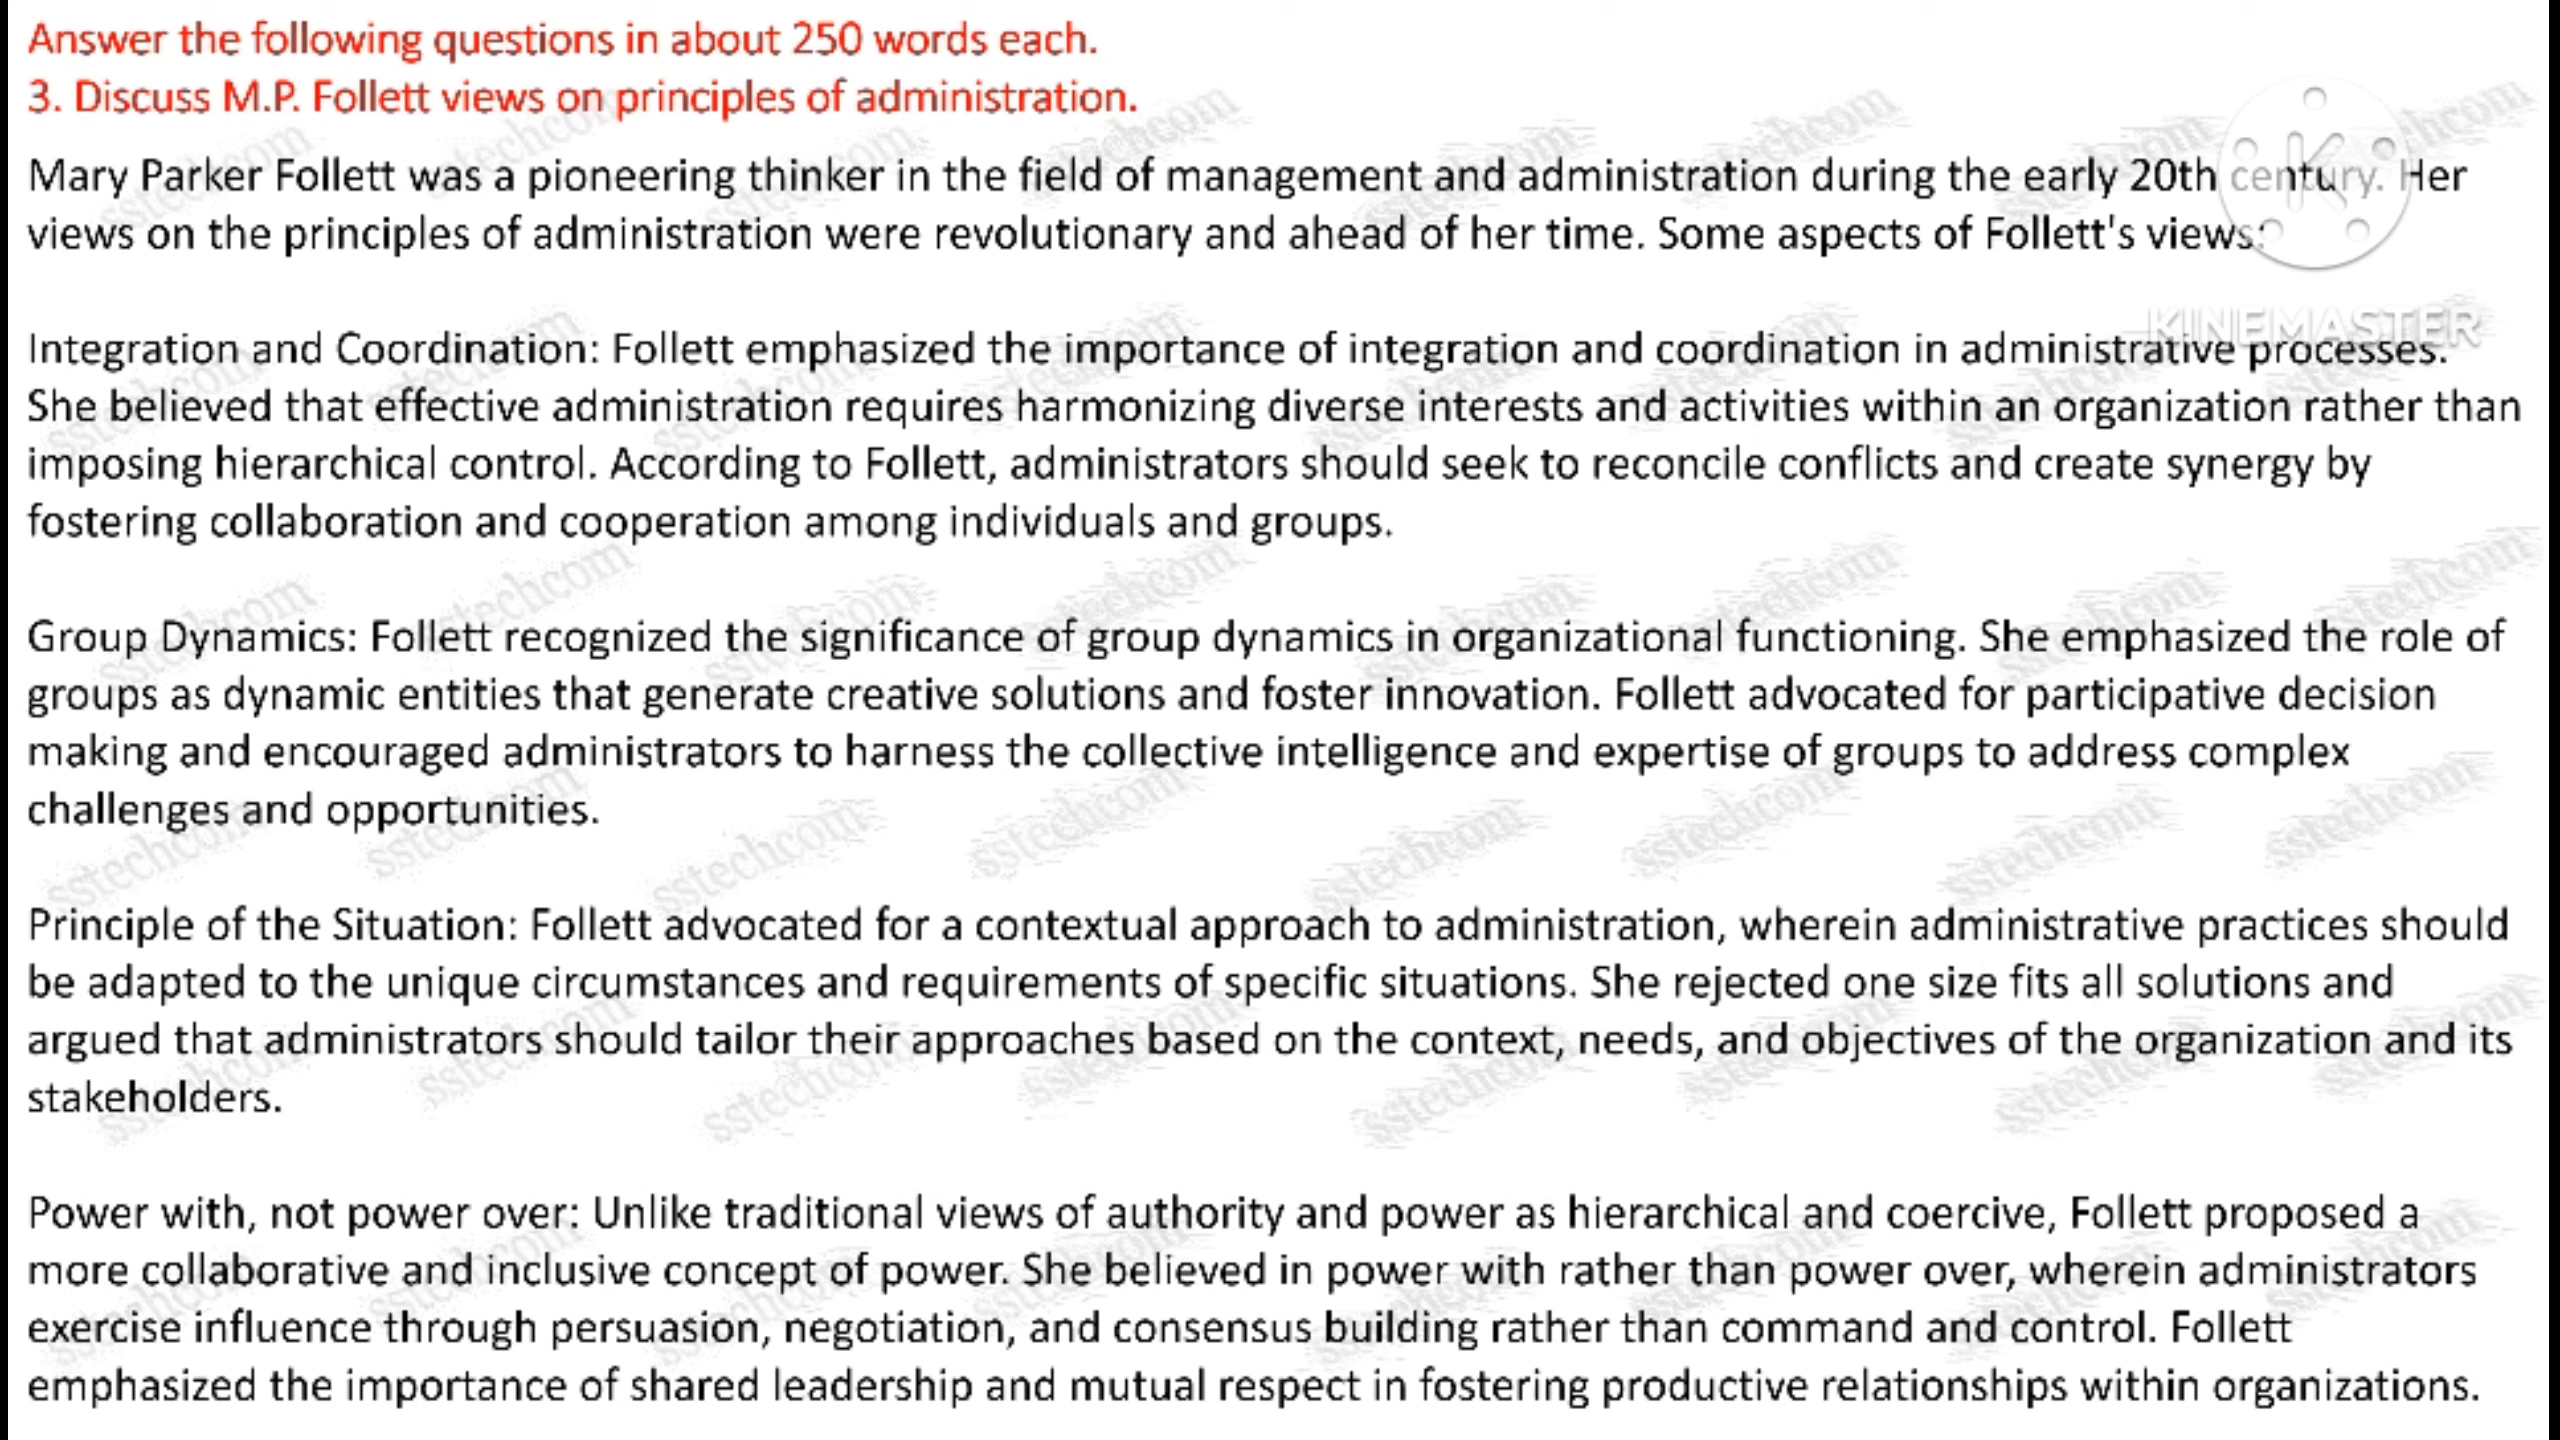 Answer the following questions in about 250 words each.
3. Discuss M.P. Follett views on principles of administration.
Mary Parker Follett was a pioneering thinker in the field of management and administration during the early 20th century. Her
views on the principles of administration were revolutionary and ahead of her time. Some aspects of Follett's views:
KINEMASTER
Integration and Coordination: Follett emphasized the importance of integration and coordination in administrative processes.
She believed that effective administration requires harmonizing diverse interests and activities within an organization rather than
imposing hierarchical control. According to Follett, administrators should seek to reconcile conflicts and create synergy by
fostering collaboration and cooperation among individuals and groups.
Group Dynamics: Follett recognized the significance of group dynamics in organizational functioning. She emphasized the role of
groups as dynamic entities that generate creative solutions and foster innovation. Follett advocated for participative decision
making and encouraged administrators to harness the collective intelligence and expertise of groups to address complex
challenges and opportunities.
Principle of the Situation: Follett advocated for a contextual approach to administration, wherein administrative practices should
be adapted to the unique circumstances and requirements of specific situations. She rejected one size fits all solutions and
argued that administrators should tailor their approaches based on the context, needs, and objectives of the organization and its
stakeholders.
Power with, not power over: Unlike traditional views of authority and power as hierarchical and coercive, Follett proposed a
more collaborative and inclusive concept of power. She believed in power with rather than power over, wherein administrators
exercise influence through persuasion, negotiation, and consensus building rather than command and control. Follett
emphasized the importance of shared leadership and mutual respect in fostering productive relationships within organizations.
sstechcom